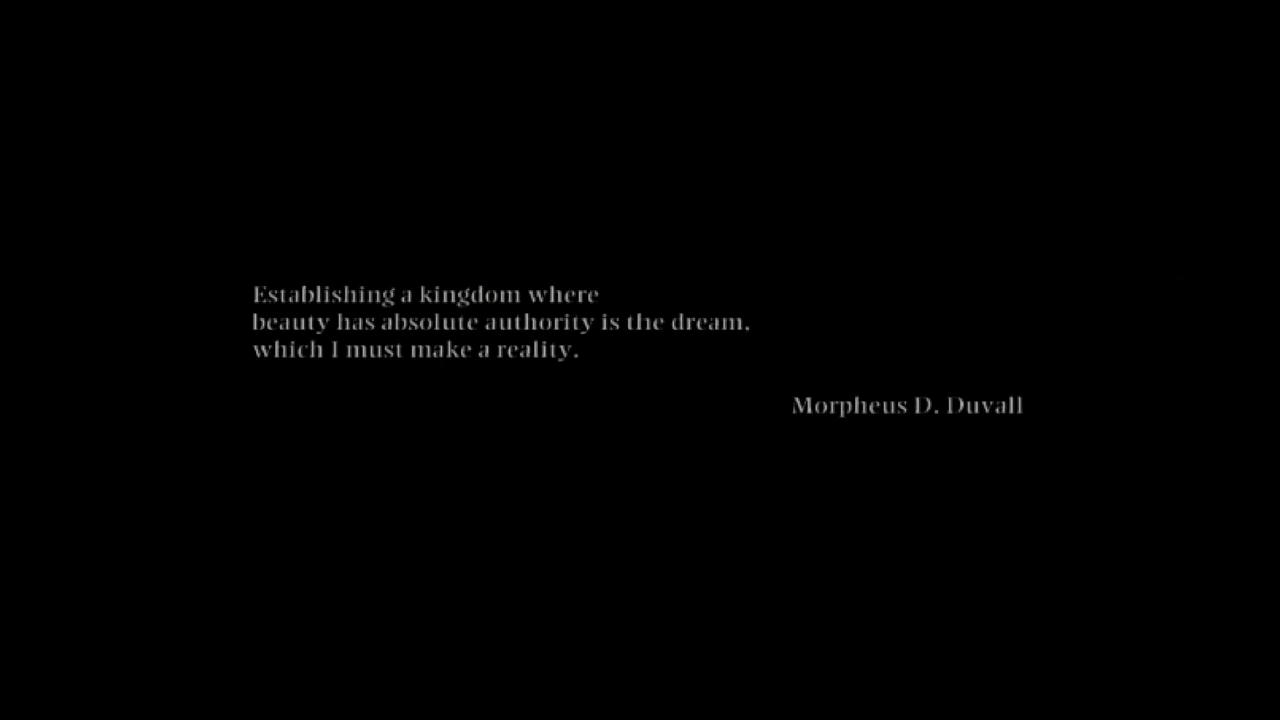 Establishing a kingdom where
beauty has absolute authority is the dream,
which I must make a reality.
Morpheus D. Duvall